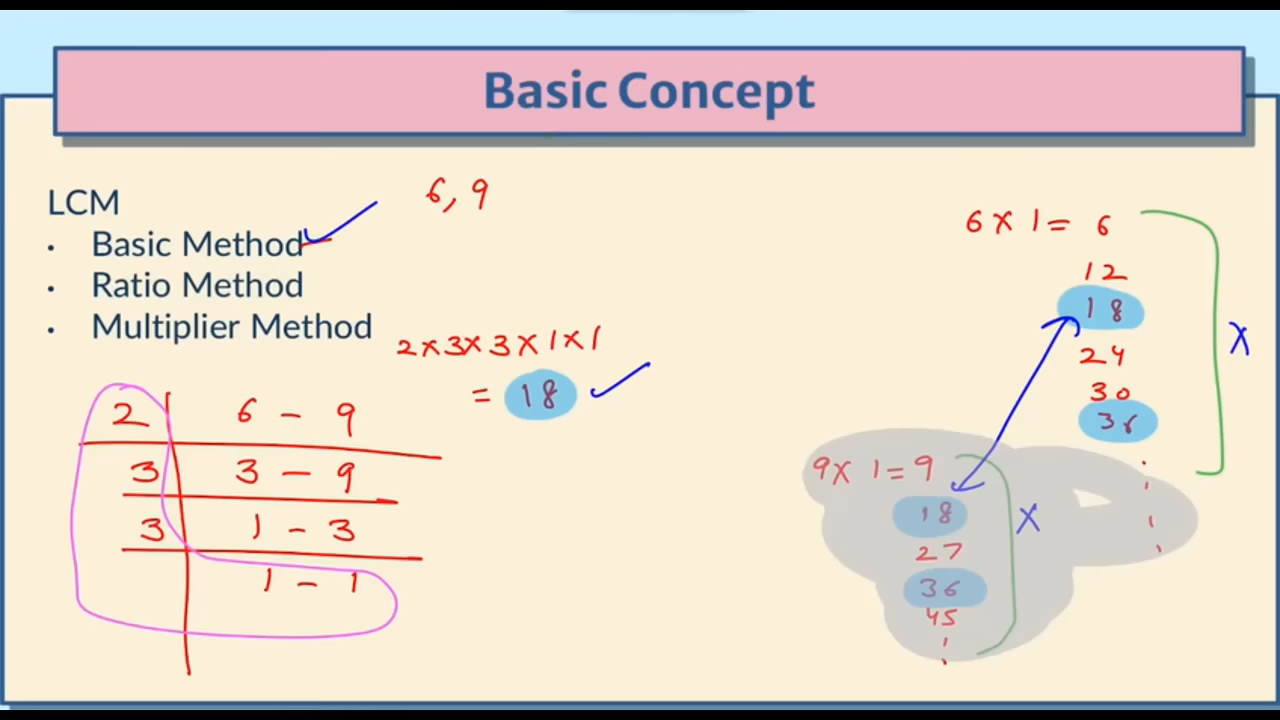 Basic Concept
LCM
• Basic Method
• Ratio Method
• Multiplier Method
6, 9
2 x 3 x 3 x 1 x 1
= 18
2 6 - 9
3 3 - 9
3 1 - 3
1 - 1
6 x 1 = 6
12
18
24
30
36
x
9 x 1 = 9
18
27
36
45
x